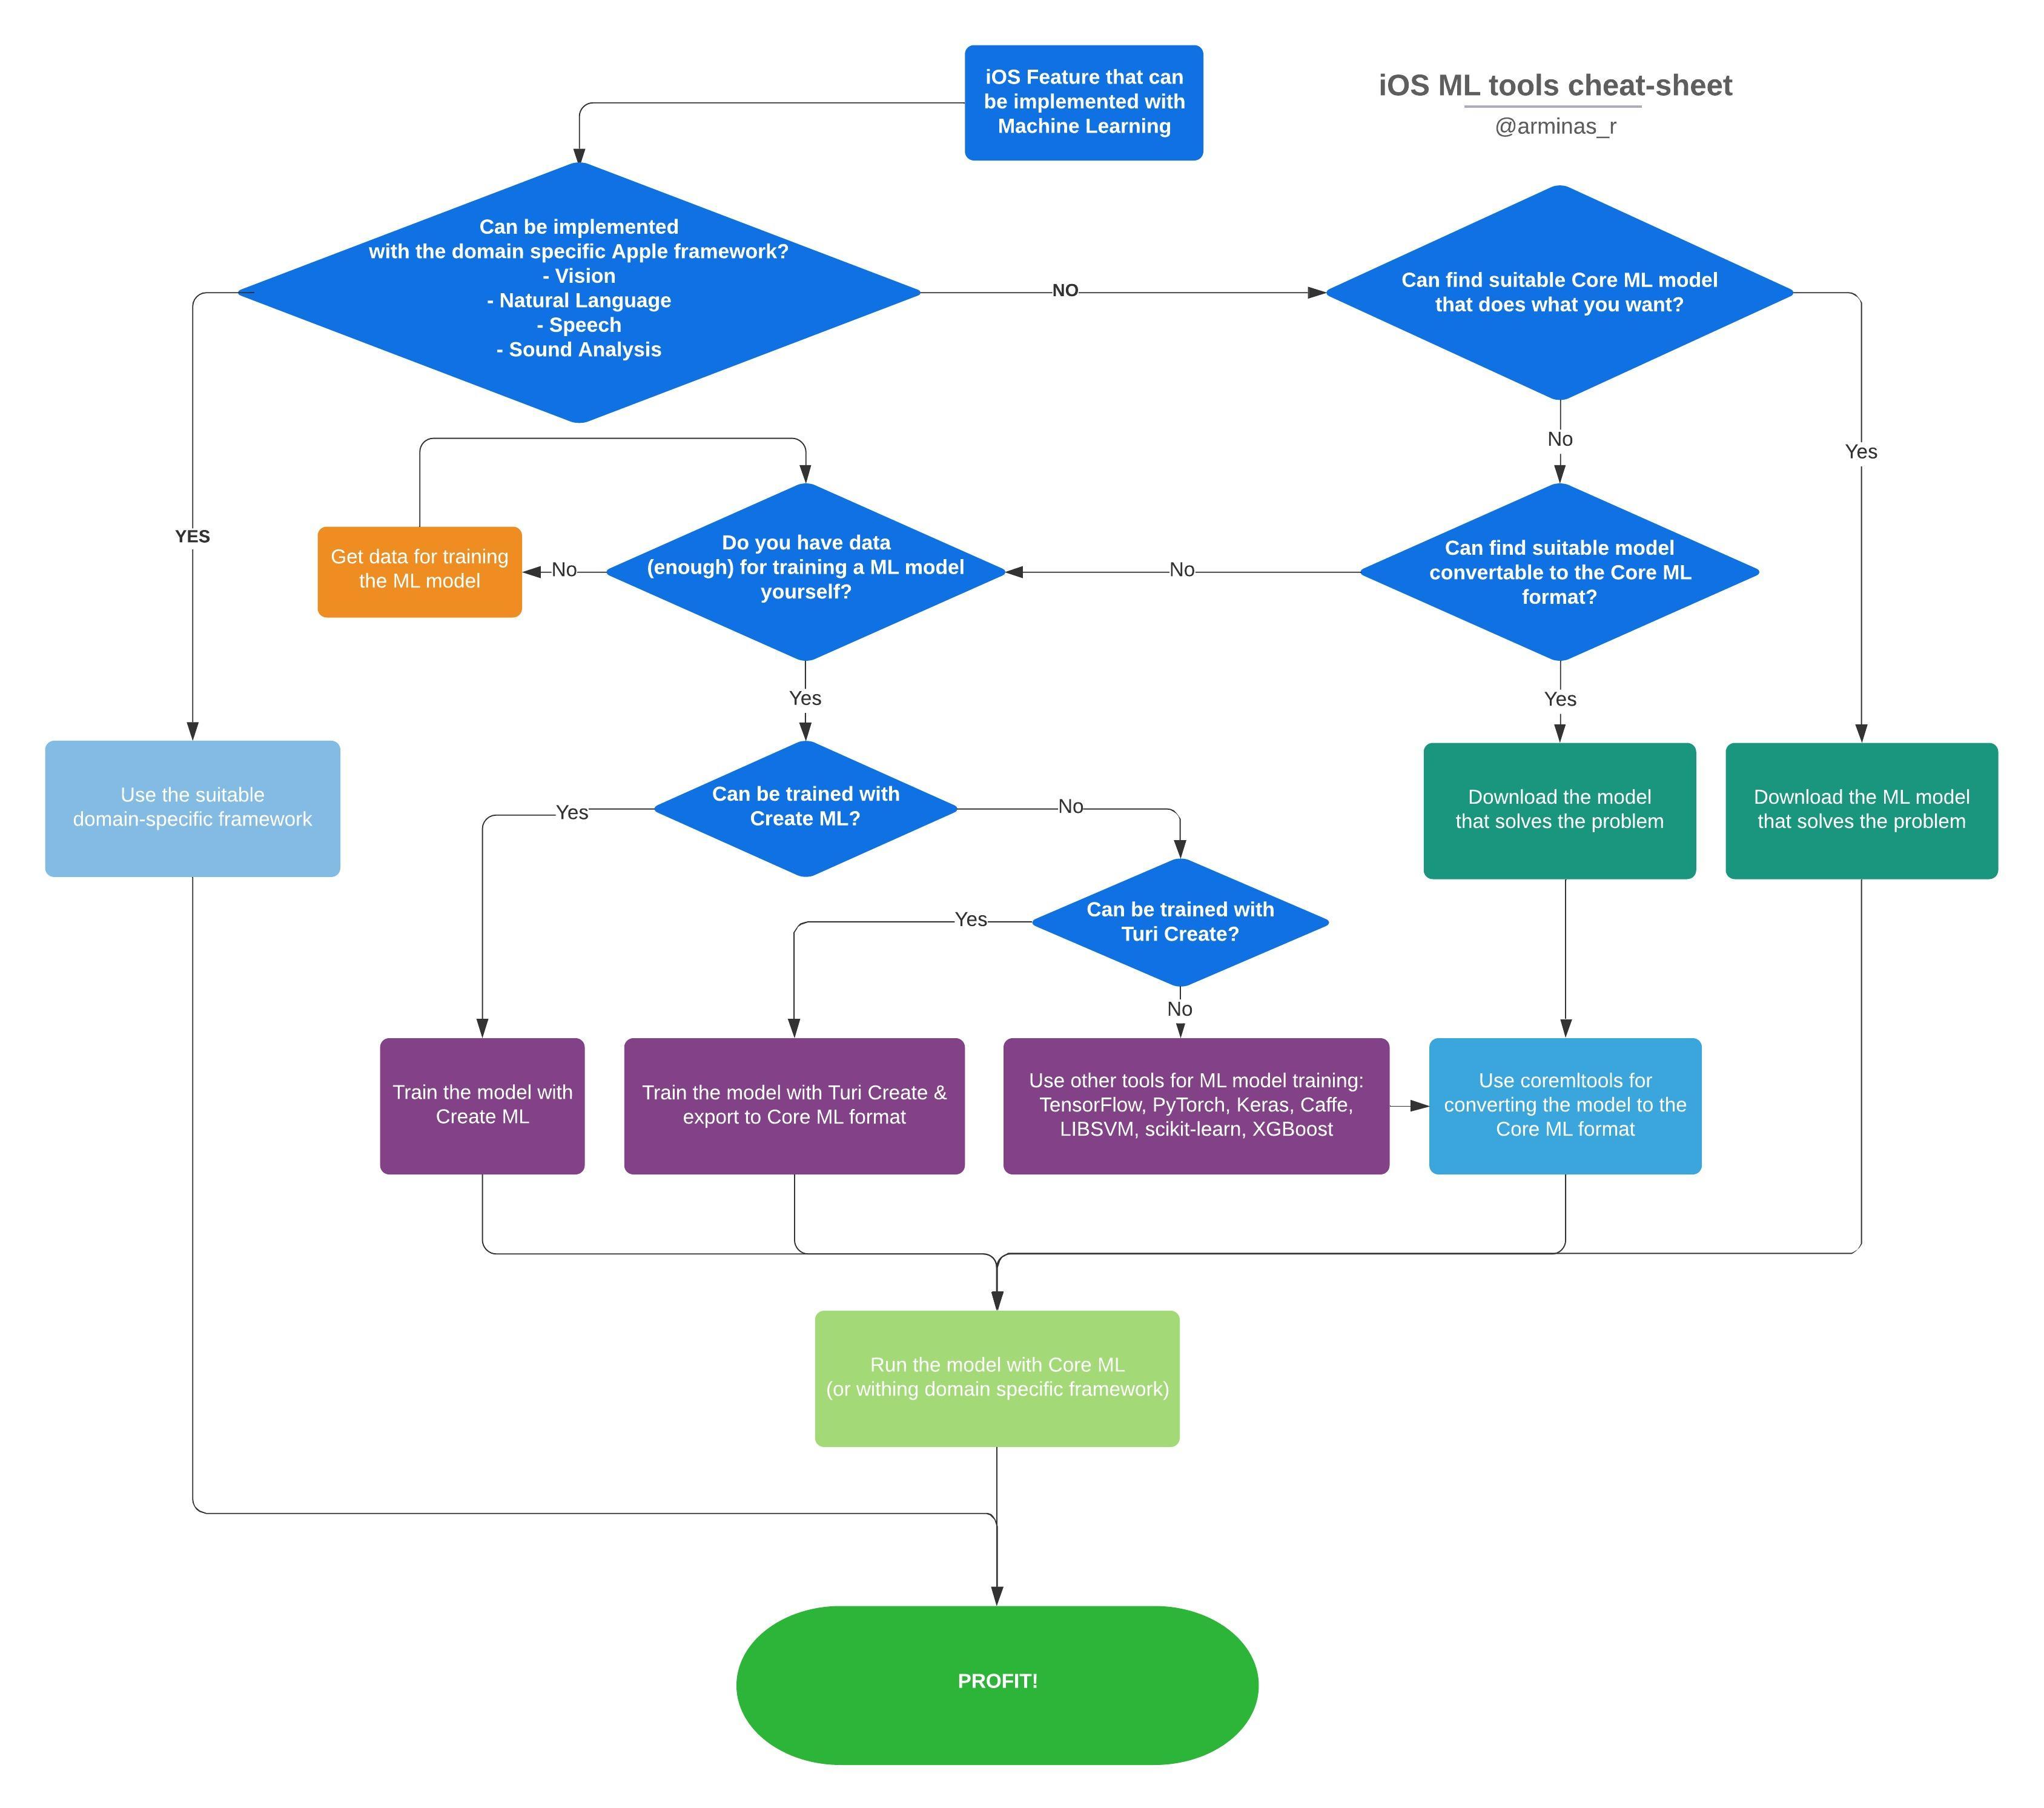 iOS Feature that can
be implemented with
Machine Learning
iOS ML tools cheat-sheet
@arminas_r
Can be implemented
with the domain specific Apple framework?
- Vision
- Natural Language
- Speech
- Sound Analysis
NO
Can find suitable Core ML model
that does what you want?
No
Yes
YES
Get data for training
the ML model
No
Do you have data
(enough) for training a ML model
yourself?
No
Can find suitable model
convertable to the Core ML
format?
Yes
Yes
Use the suitable
domain-specific framework
Yes
Can be trained with
Create ML?
No
Download the model
that solves the problem
Download the ML model
that solves the problem
Yes
Can be trained with
Turi Create?
No
Train the model with
Create ML
Train the model with Turi Create &
export to Core ML format
Use other tools for ML model training:
TensorFlow, PyTorch, Keras, Caffe,
LIBSVM, scikit-learn, XGBoost
Use coremltools for
converting the model to the
Core ML format
Run the model with Core ML
(or withing domain specific framework)
PROFIT!